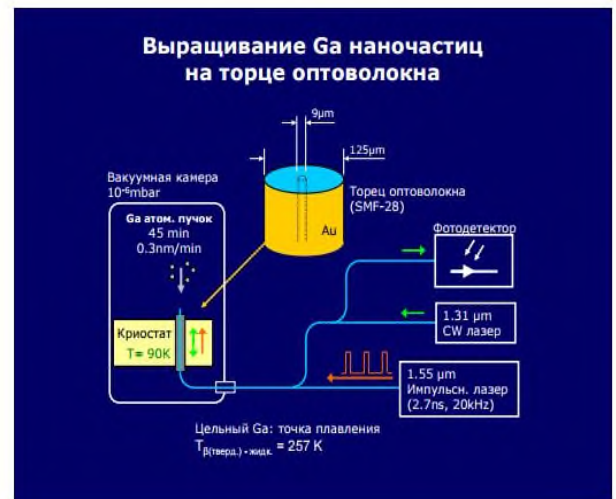 Выращивание Ga наночастиц
на торце оптоволокна
9µm
125µm
Вакуумная камера
10⁻⁶mbar
Ga атом. пучок
45 min
0.3nm/min
Торец оптоволокна
(SMF-28)
Au
Фотодетектор
Криостат
T= 90K
1.31 µm
CW лазер
1.55 µm
Импульсн. лазер
(2.7ns, 20kHz)
Цельный Ga: точка плавления
Tβ(тверд.) - жидк. = 257 K